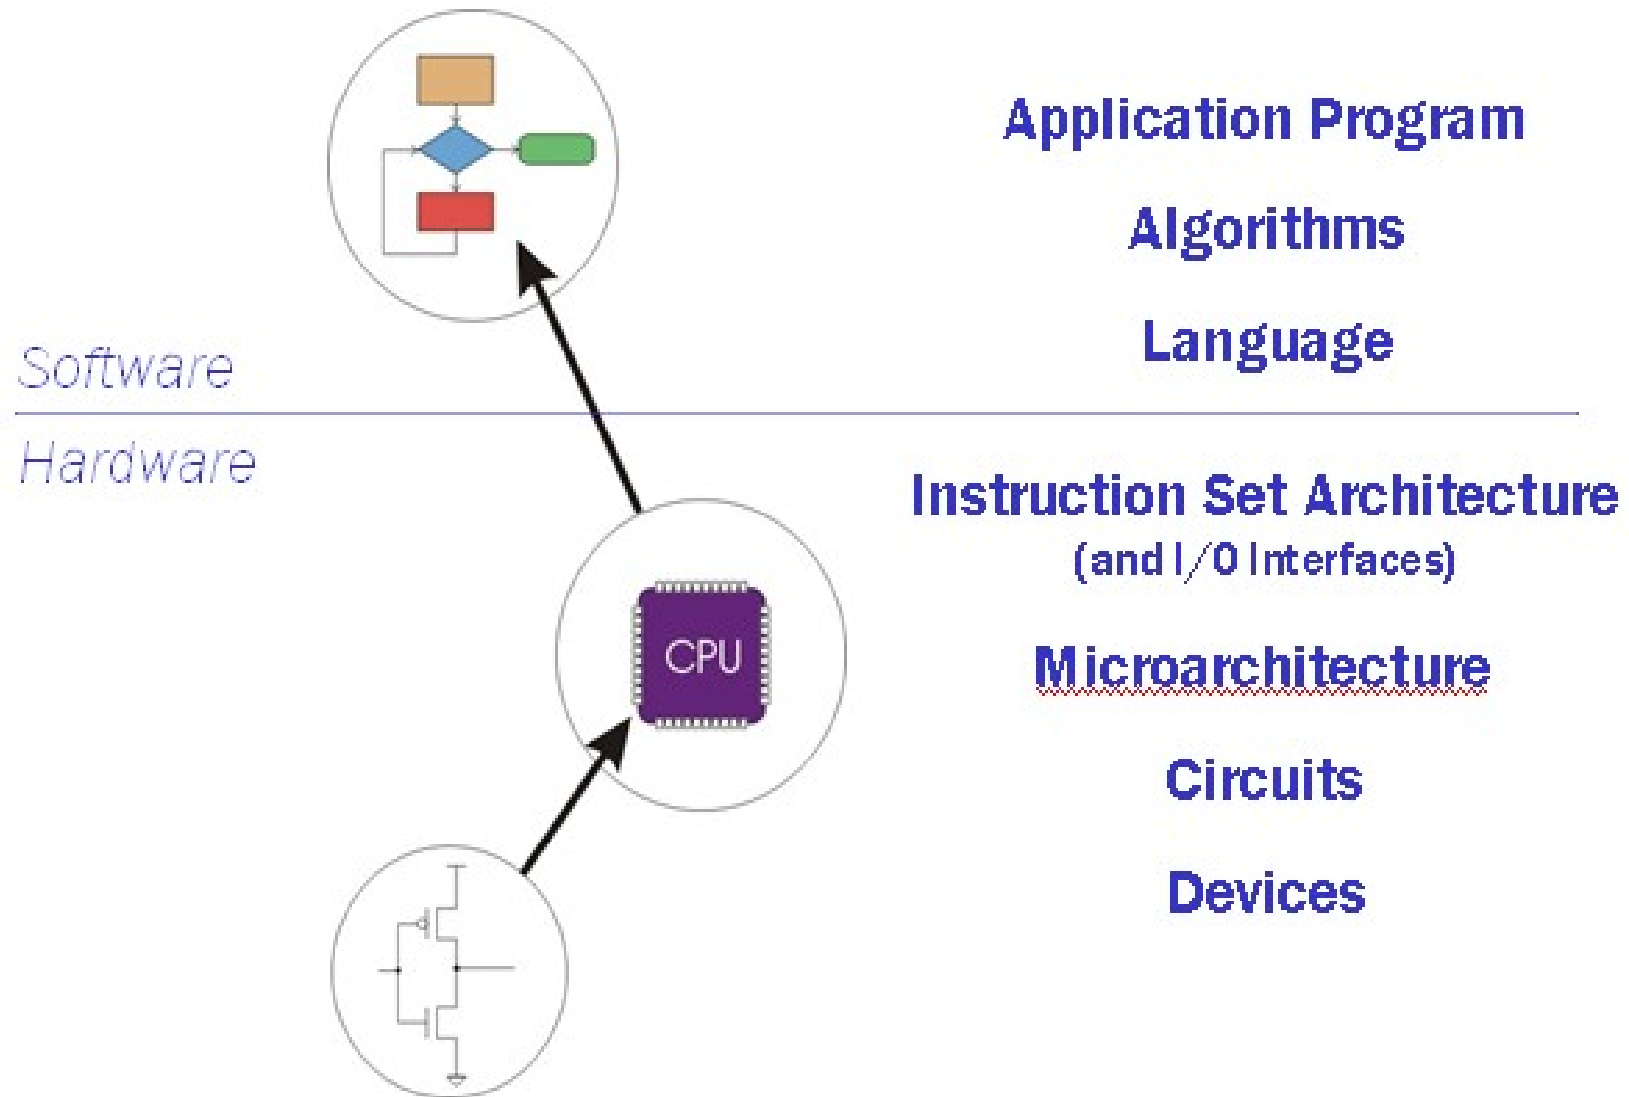 Application Program
Algorithms
Language
Software
Hardware
Instruction Set Architecture
(and I/O Interfaces)
CPU
Microarchitecture
Circuits
Devices